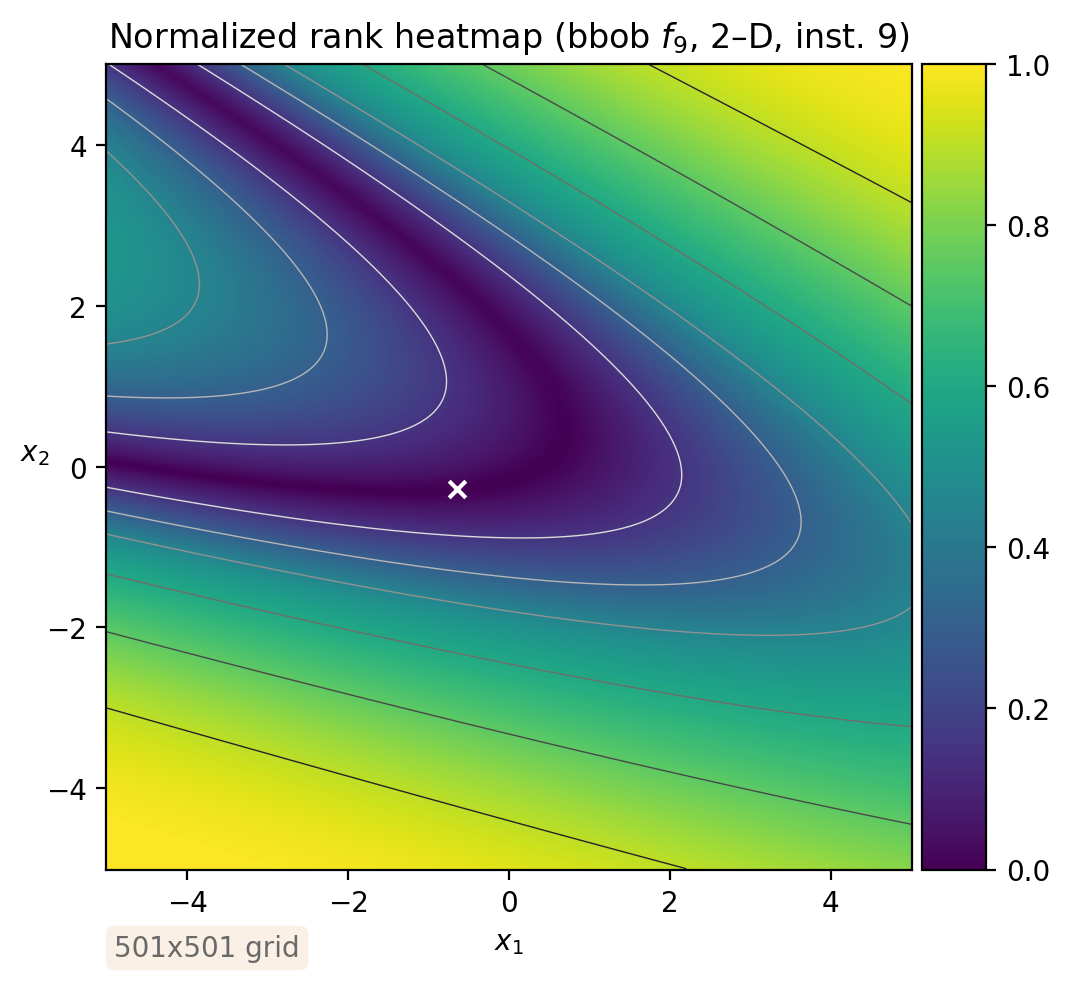 Normalized rank heatmap (bbob f₉, 2–D, inst. 9)
1.0
0.8
0.6
0.4
0.2
0.0
4
2
0
−2
−4
x₂
−4 −2 0 2 4
x₁
501x501 grid